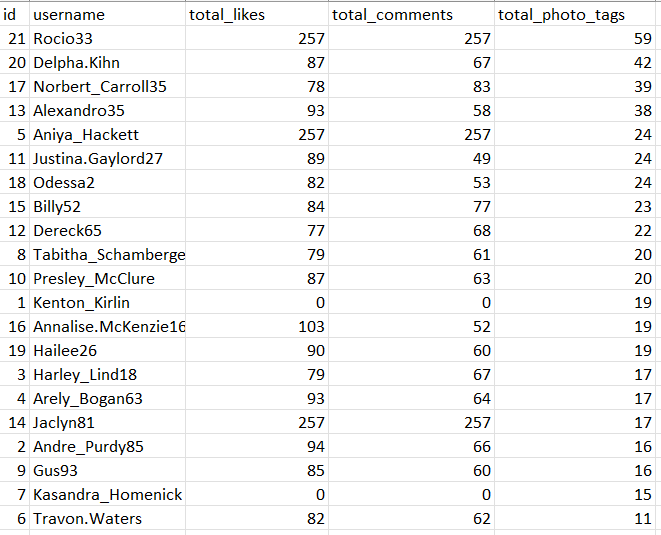 id username total_likes total_comments total_photo_tags
21 Rocio33 257 257 59
20 Delpha.Kihn 87 67 42
17 Norbert_Carroll35 78 83 39
13 Alexandro35 93 58 38
5 Aniya_Hackett 257 257 24
11 Justina.Gaylord27 89 49 24
18 Odessa2 82 53 24
15 Billy52 84 77 23
12 Dereck65 77 68 22
8 Tabitha_Schamberge 79 61 20
10 Presley_McClure 87 63 20
1 Kenton_Kirlin 0 0 19
16 Annalise.McKenzie16 103 52 19
19 Hailee26 90 60 19
3 Harley_Lind18 79 67 17
4 Arely_Bogan63 93 64 17
14 Jaclyn81 257 257 17
2 Andre_Purdy85 94 66 16
9 Gus93 85 60 16
7 Kasandra_Homenick 0 0 15
6 Travon.Waters 82 62 11